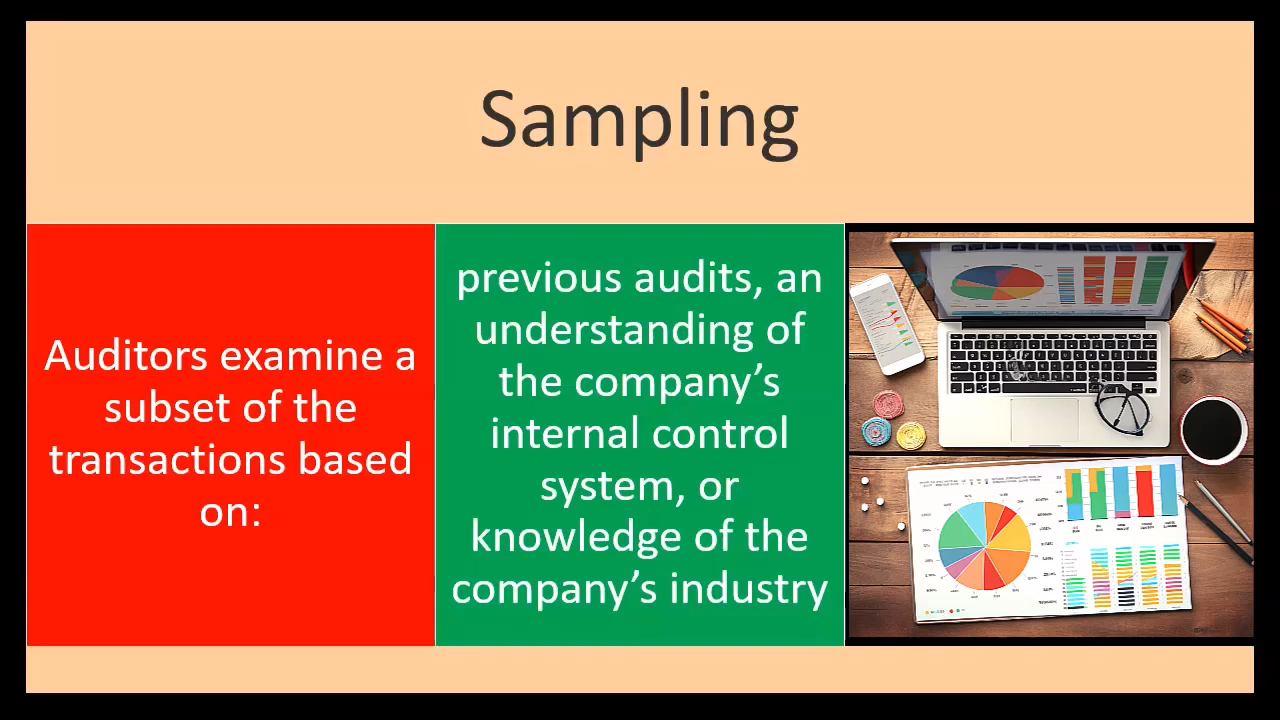 Sampling
Auditors examine a
subset of the
transactions based
on:
previous audits, an
understanding of
the company’s
internal control
system, or
knowledge of the
company’s industry